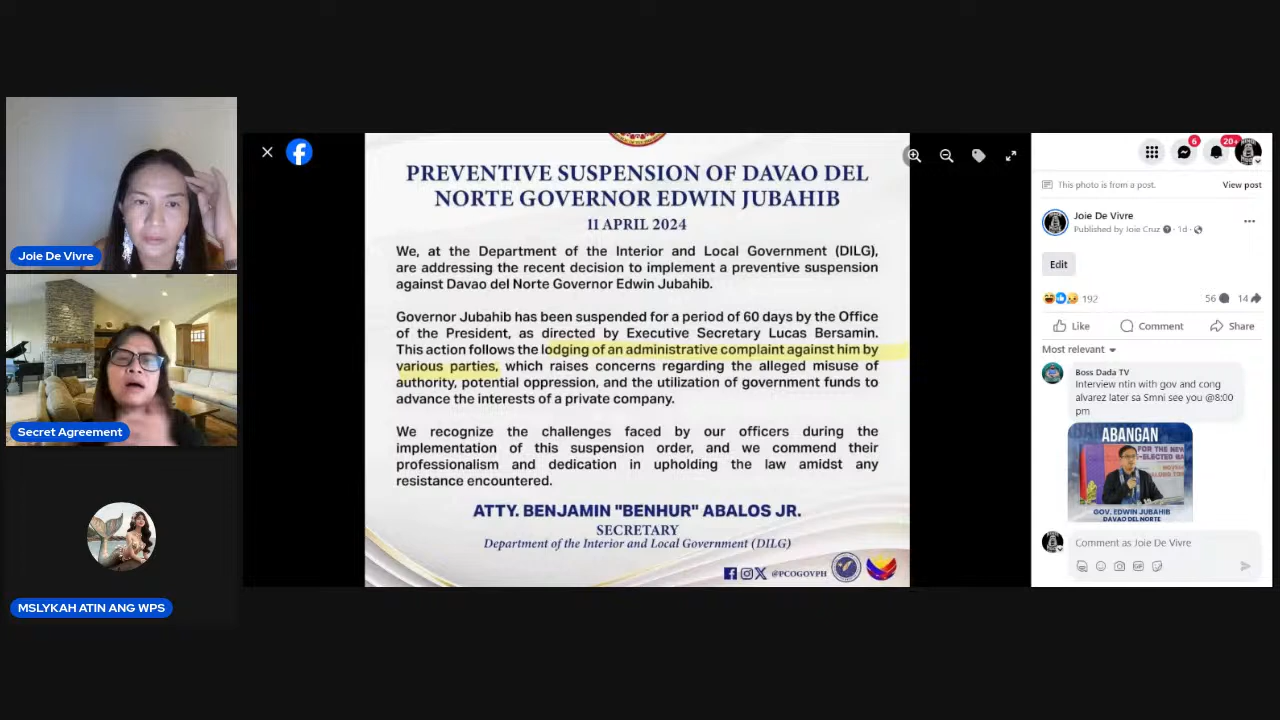 Joie De Vivre
Secret Agreement
MSLYKAH ATIN ANG WPS
PREVENTIVE SUSPENSION OF DAVAO DEL
NORTE GOVERNOR EDWIN JUBAHIB
11 APRIL 2024
We, at the Department of the Interior and Local Government (DILG),
are addressing the recent decision to implement a preventive suspension
against Davao del Norte Governor Edwin Jubahib.
Governor Jubahib has been suspended for a period of 60 days by the Office
of the President, as directed by Executive Secretary Lucas Bersamin.
This action follows the lodging of an administrative complaint against him by
various parties, which raises concerns regarding the alleged misuse of
authority, potential oppression, and the utilization of government funds to
advance the interests of a private company.
We recognize the challenges faced by our officers during the
implementation of this suspension order, and we commend their
professionalism and dedication in upholding the law amidst any
resistance encountered.
ATTY. BENJAMIN "BENHUR" ABALOS JR.
SECRETARY
Department of the Interior and Local Government (DILG)
@PCOGOVPH
6
20+
This photo is from a post.
View post
Joie De Vivre
Published by Joie Cruz · 1d ·
Edit
192
56
14
Like
Comment
Share
Most relevant
Boss Dada TV
Interview ntin with gov and cong
alvarez later sa Smni see you @8:00
pm
ABANGAN
FOR THE NEW
-ELECTED BA
GOV. EDWIN JUBAHIB
DAVAO DEL NORTE
Comment as Joie De Vivre